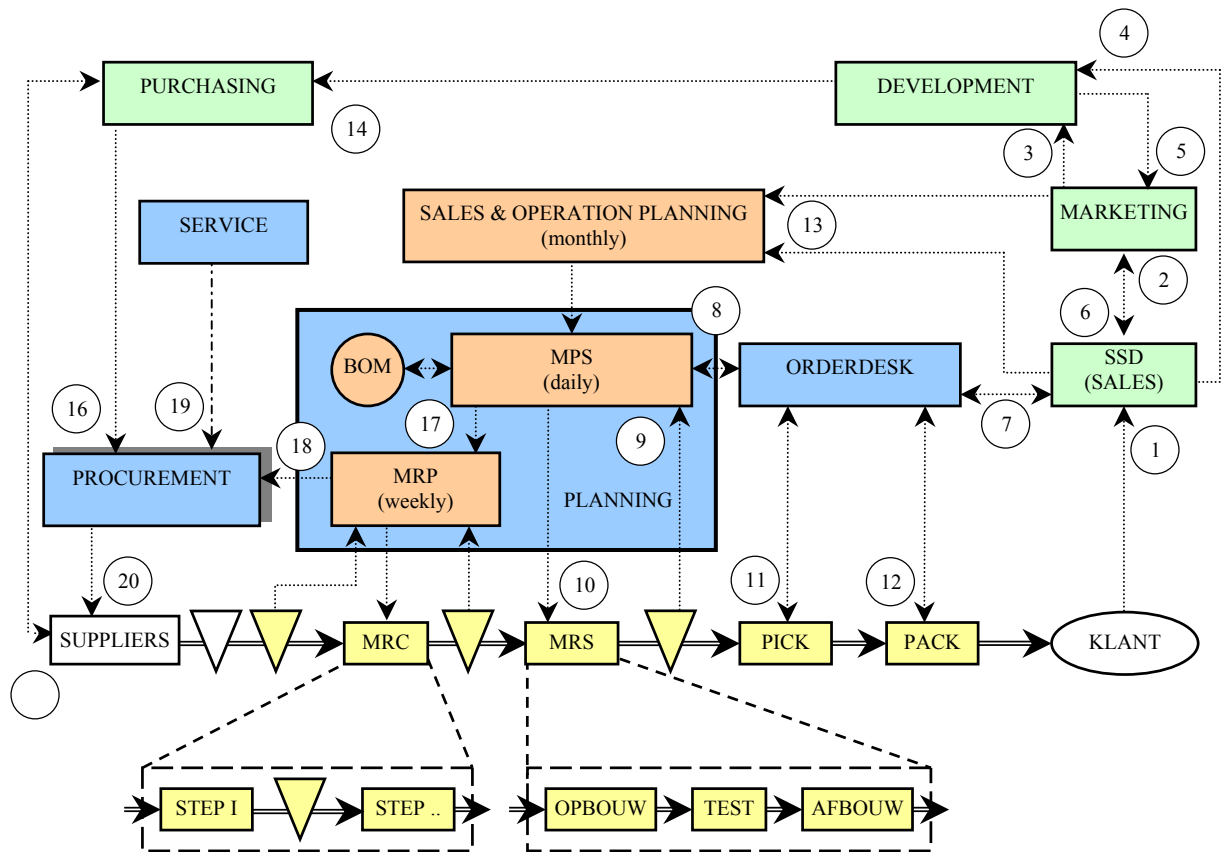 4
PURCHASING
DEVELOPMENT
14
3
5
SALES & OPERATION PLANNING
(monthly)
13
MARKETING
SERVICE
2
8
6
BOM
MPS
(daily)
ORDERDESK
SSD
(SALES)
16
19
17
9
7
1
18
PROCUREMENT
MRP
(weekly)
PLANNING
20
10
11
12
SUPPLIERS
MRC
MRS
PICK
PACK
KLANT
STEP I
STEP ..
OPBOUW
TEST
AFBOUW